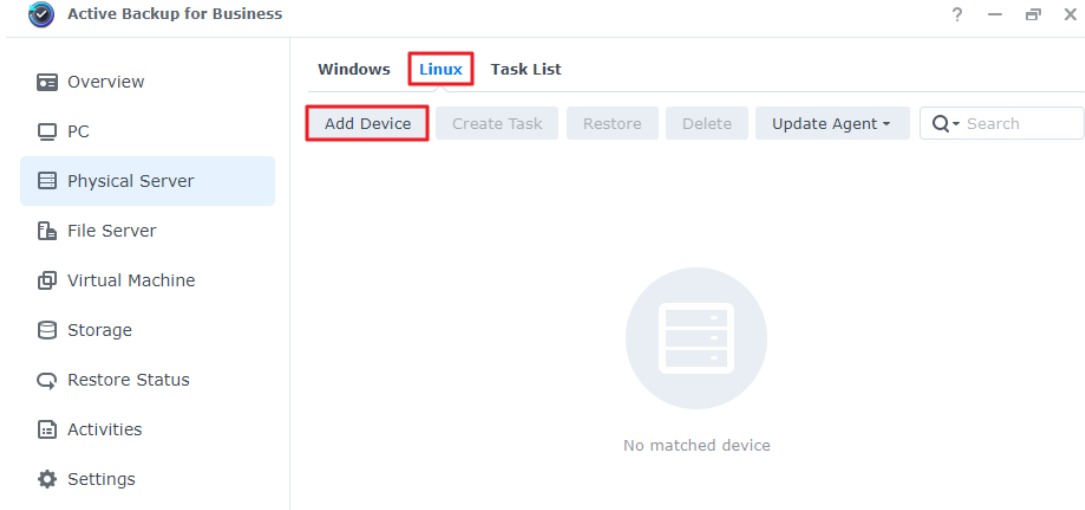 Active Backup for Business
?
Overview
PC
Physical Server
File Server
Virtual Machine
Storage
Restore Status
Activities
Settings
Windows Linux Task List
Add Device Create Task Restore Delete Update Agent Search
No matched device